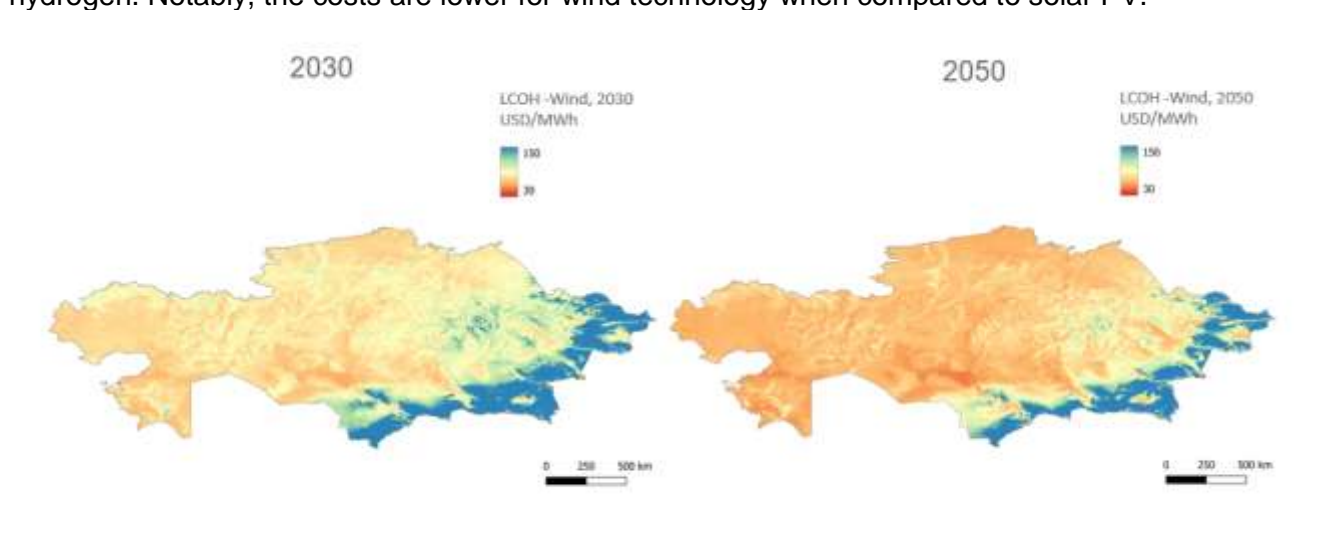 hydrogen. Notably, the costs are lower for wind technology when compared to solar PV.
2030
2050
LCOH -Wind, 2030
USD/MWh
150
30
LCOH -Wind, 2050
USD/MWh
150
30
0 250 500 km
0 250 500 km